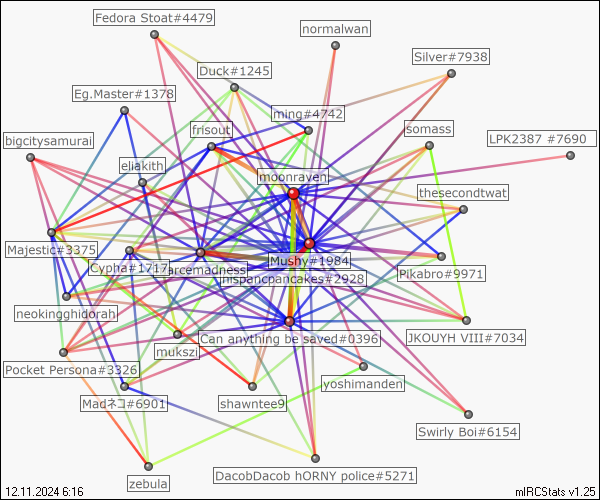 Fedora Stoat#4479
normalwan
Silver#7938
Duck#1245
Eg.Master#1378
ming#4742
frisout
somass
LPK2387 #7690
bigcitysamurai
eliakith
moonrayen
thesecondtwat
Majestic#3375
Cypha#1717
arcemadness
Mushy#1984
Pikabro#9971
mspancpancakes#2928
neokingghidorah
Can anything be saved#0396
JKOUYH VIII#7034
mukszi
Pocket Persona#3326
yoshimanden
Madネコ#6901
shawntee9
Swirly Boi#6154
zebula
DacobDacob hORNY police#5271
12.11.2024 6:16
mIRCStats v1.25